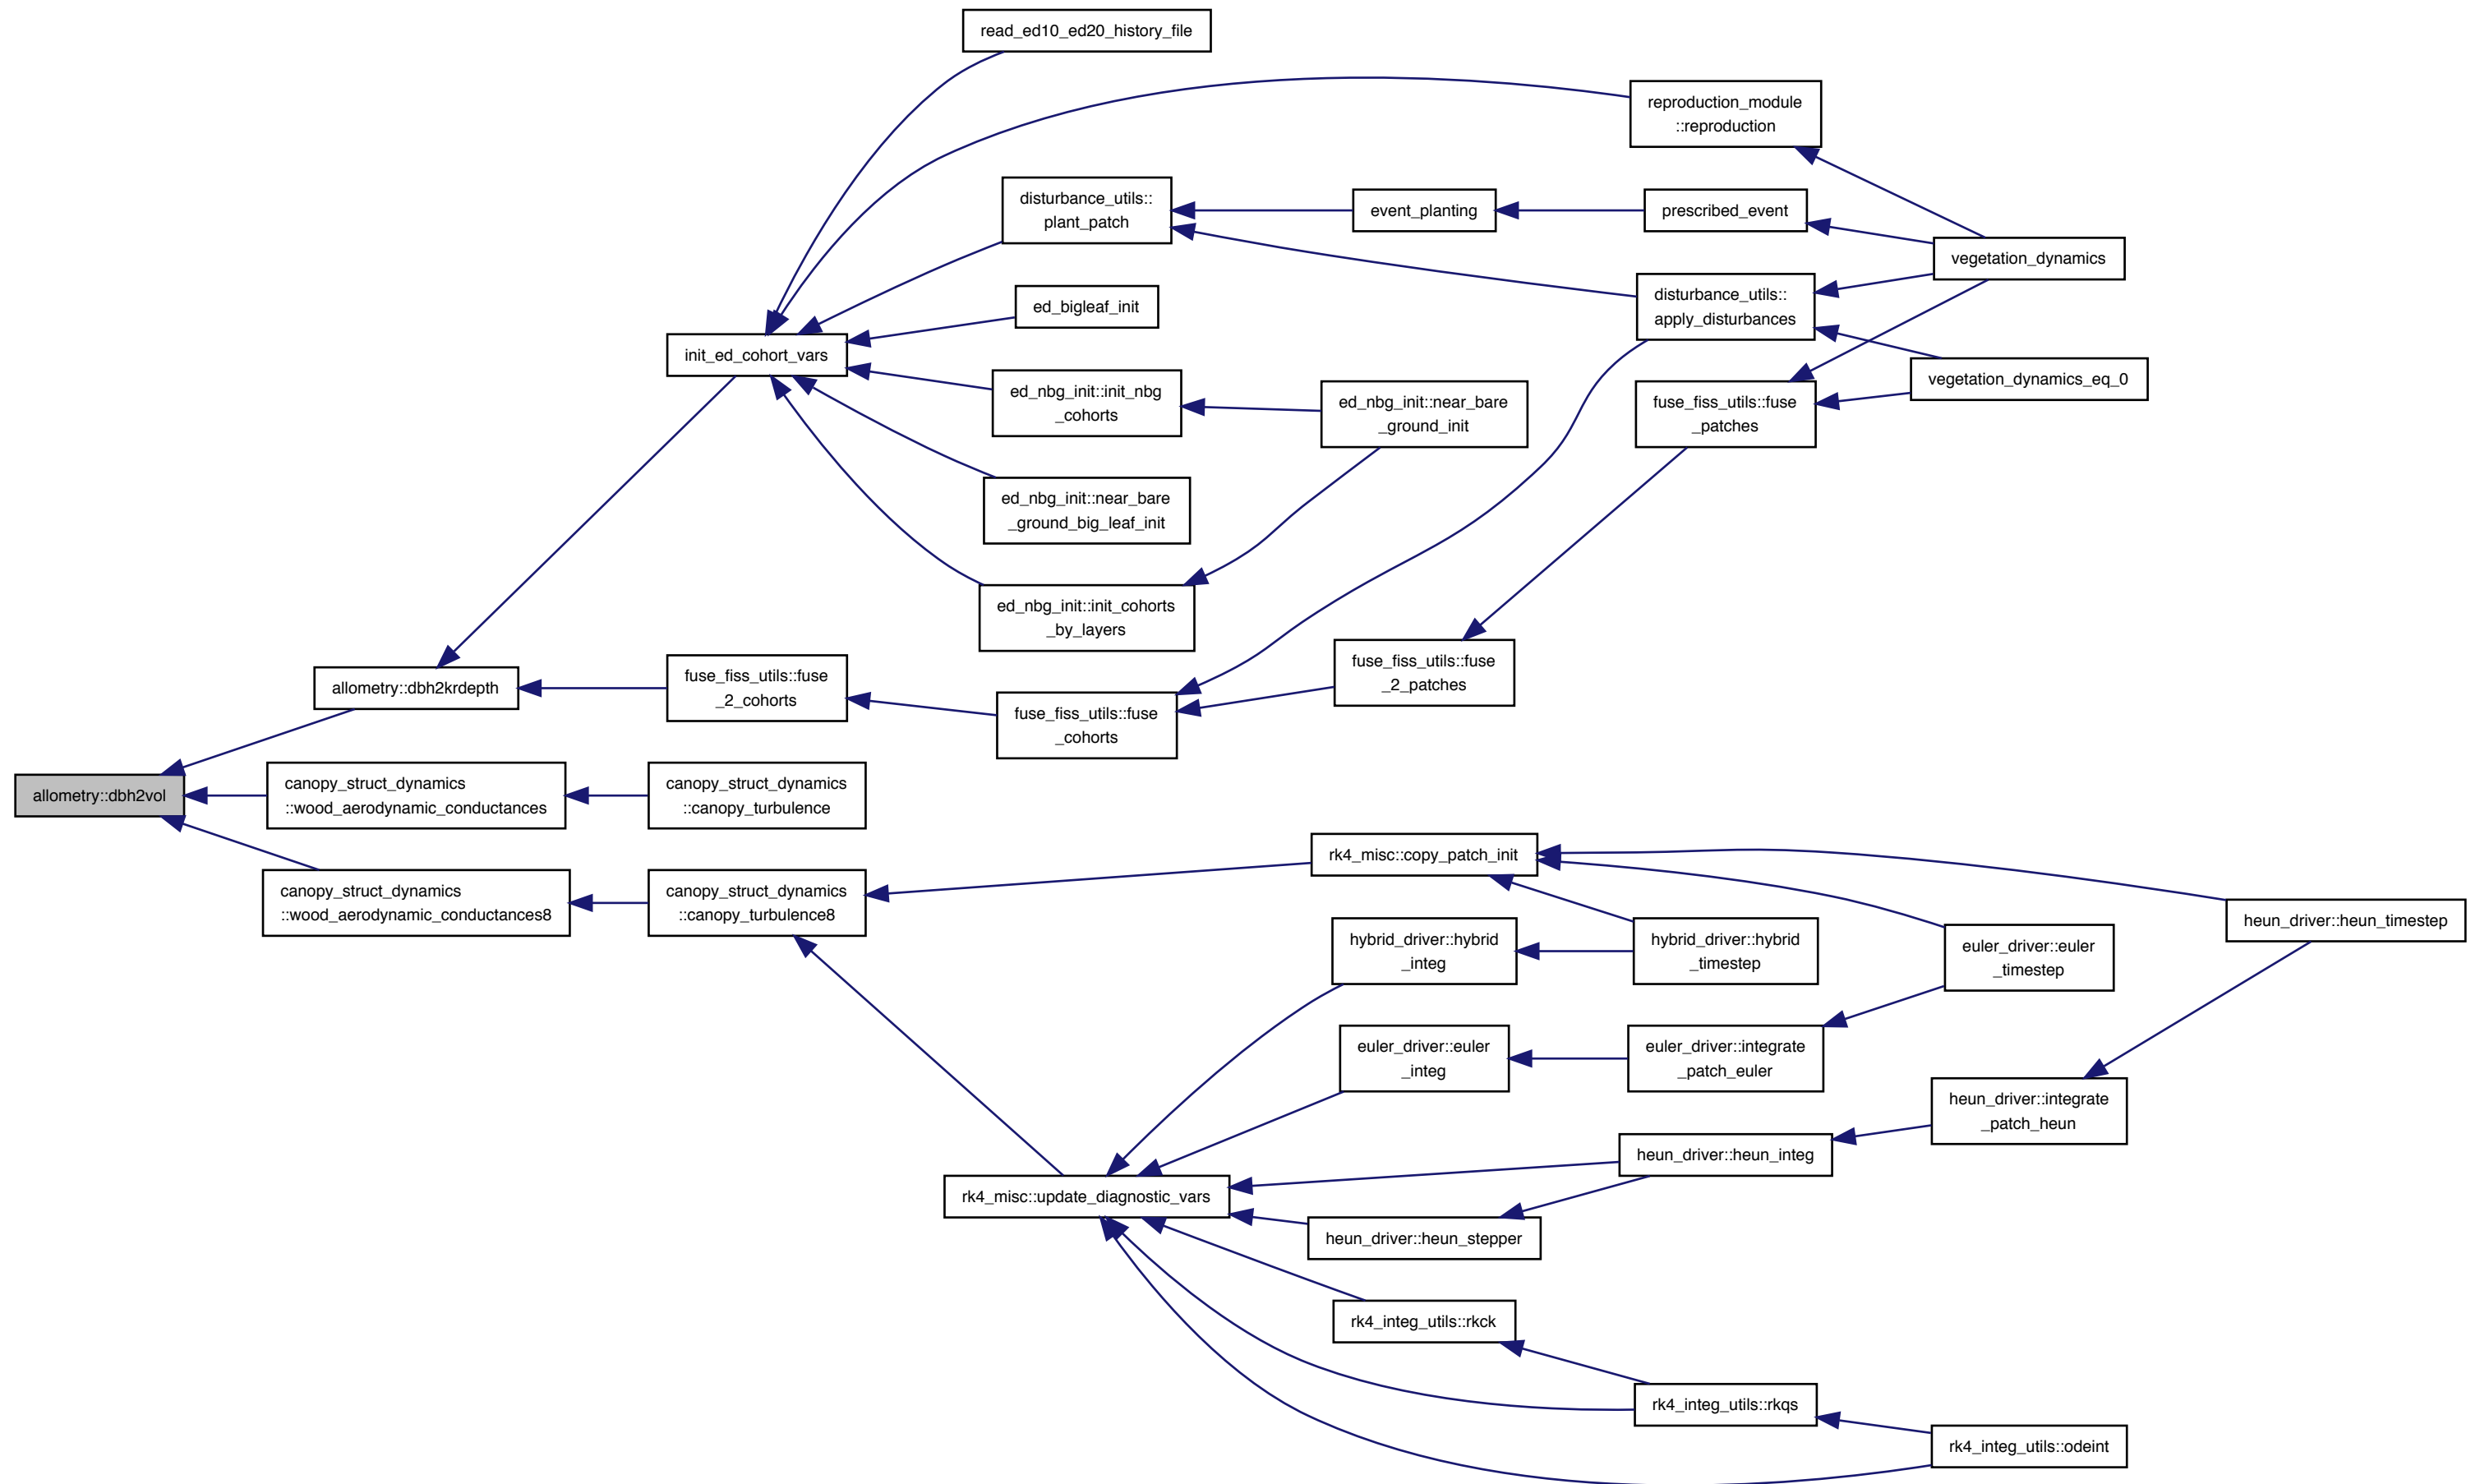 read_ed10_ed20_history_file
reproduction_module
::reproduction
disturbance_utils::
plant_patch
event_planting
prescribed_event
vegetation_dynamics
disturbance_utils::
apply_disturbances
ed_bigleaf_init
init_ed_cohort_vars
vegetation_dynamics_eq_0
ed_nbg_init::init_nbg
_cohorts
ed_nbg_init::near_bare
_ground_init
fuse_fiss_utils::fuse
_patches
ed_nbg_init::near_bare
_ground_big_leaf_init
ed_nbg_init::init_cohorts
_by_layers
allometry::dbh2krdepth
fuse_fiss_utils::fuse
_2_cohorts
fuse_fiss_utils::fuse
_cohorts
fuse_fiss_utils::fuse
_2_patches
allometry::dbh2vol
canopy_struct_dynamics
::wood_aerodynamic_conductances
canopy_struct_dynamics
::canopy_turbulence
canopy_struct_dynamics
::wood_aerodynamic_conductances8
canopy_struct_dynamics
::canopy_turbulence8
rk4_misc::copy_patch_init
heun_driver::heun_timestep
hybrid_driver::hybrid
_integ
hybrid_driver::hybrid
_timestep
euler_driver::euler
_timestep
euler_driver::euler
_integ
euler_driver::integrate
_patch_euler
heun_driver::integrate
_patch_heun
heun_driver::heun_integ
rk4_misc::update_diagnostic_vars
heun_driver::heun_stepper
rk4_integ_utils::rkck
rk4_integ_utils::rkqs
rk4_integ_utils::odeint